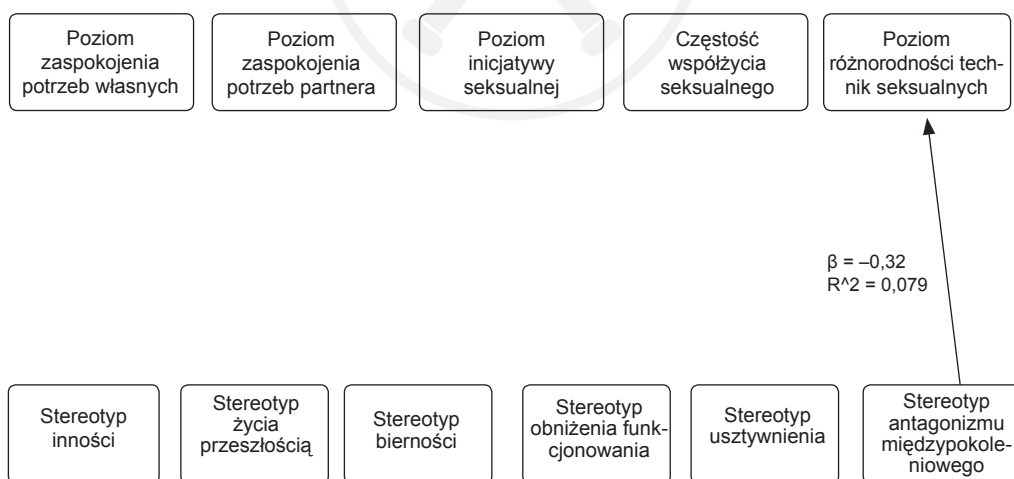 Poziom
zaspokojenia
potrzeb własnych
Poziom
zaspokojenia
potrzeb partnera
Poziom
inicjatywy
seksualnej
Częstość
współżycia
seksualnego
Poziom
różnorodności tech-
nik seksualnych
β = –0,32
R^2 = 0,079
Stereotyp
inności
Stereotyp
życia
przeszłością
Stereotyp
bierności
Stereotyp
obniżenia funk-
cjonowania
Stereotyp
usztywnienia
Stereotyp
antagonizmu
międzypokole-
niowego